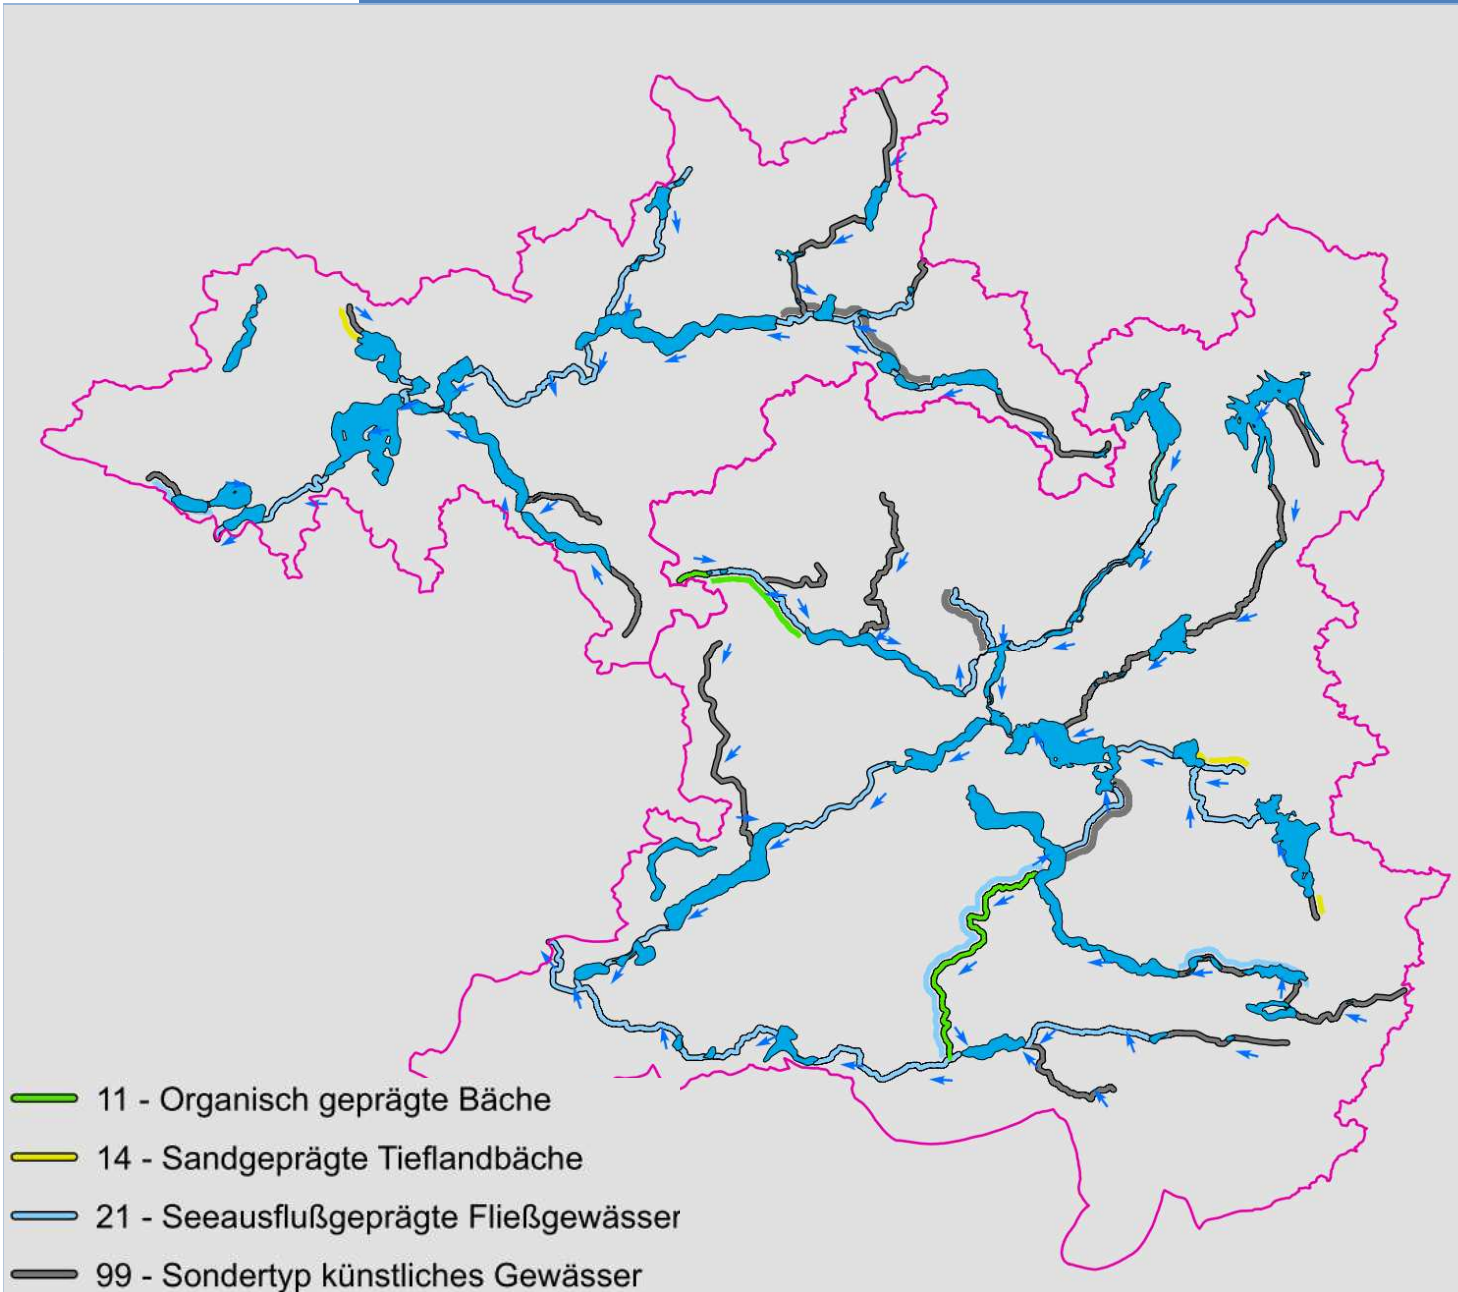 11 - Organisch geprägte Bäche
14 - Sandgeprägte Tieflandbäche
21 - Seeausflußgeprägte Fließgewässer
99 - Sondertyp künstliches Gewässer